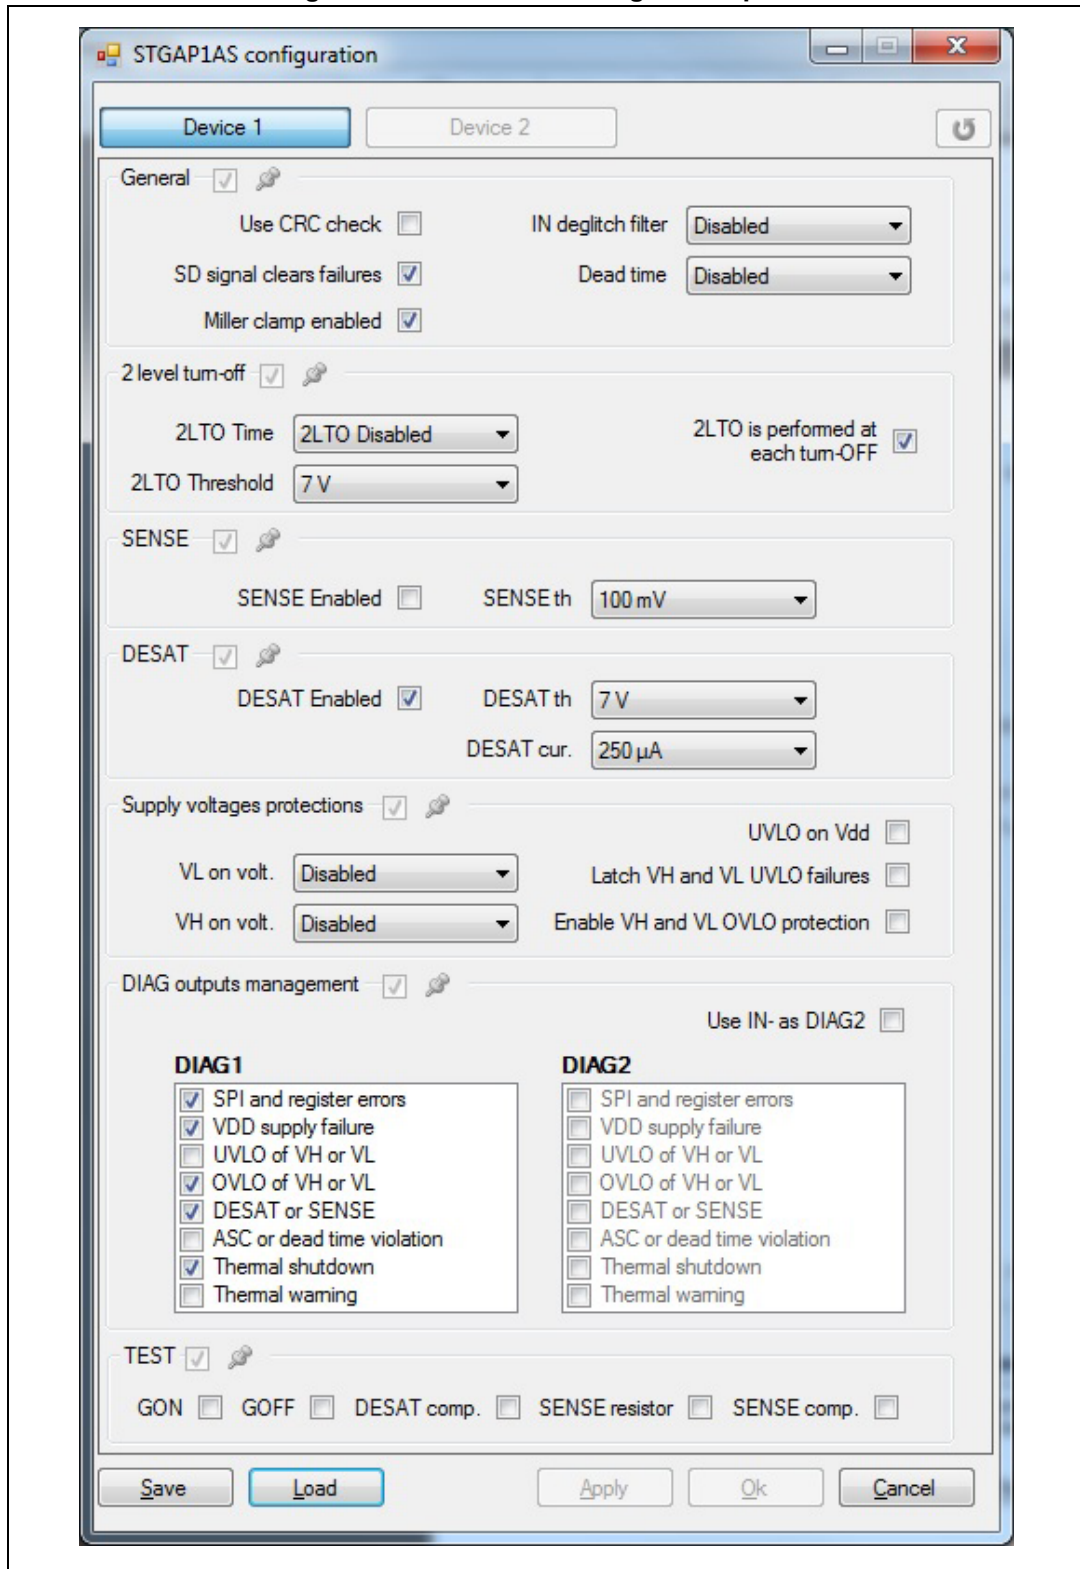 STGAP1AS configuration
Device 1
Device 2
General
Use CRC check
IN deglitch filter
Disabled
SD signal clears failures
Dead time
Disabled
Miller clamp enabled
2 level turn-off
2LTO Time
2LTO Disabled
2LTO is performed at
each turn-OFF
2LTO Threshold
7 V
SENSE
SENSE Enabled
SENSE th
100 mV
DESAT
DESAT Enabled
DESAT th
7 V
DESAT cur.
250 µA
Supply voltages protections
UVLO on Vdd
VL on volt.
Disabled
Latch VH and VL UVLO failures
VH on volt.
Disabled
Enable VH and VL OVLO protection
DIAG outputs management
Use IN- as DIAG2
DIAG1
SPI and register errors
VDD supply failure
UVLO of VH or VL
OVLO of VH or VL
DESAT or SENSE
ASC or dead time violation
Thermal shutdown
Thermal warning
DIAG2
SPI and register errors
VDD supply failure
UVLO of VH or VL
OVLO of VH or VL
DESAT or SENSE
ASC or dead time violation
Thermal shutdown
Thermal warning
TEST
GON
GOFF
DESAT comp.
SENSE resistor
SENSE comp.
Save
Load
Apply
Ok
Cancel